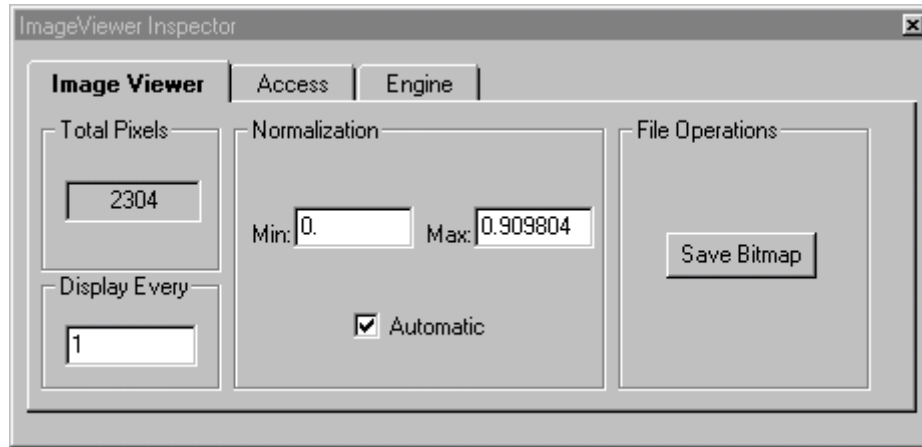 ImageViewer Inspector
Image Viewer Access Engine
Total Pixels
2304
Display Every
1
Normalization
Min: 0. Max: 0.909804
Automatic
File Operations
Save Bitmap